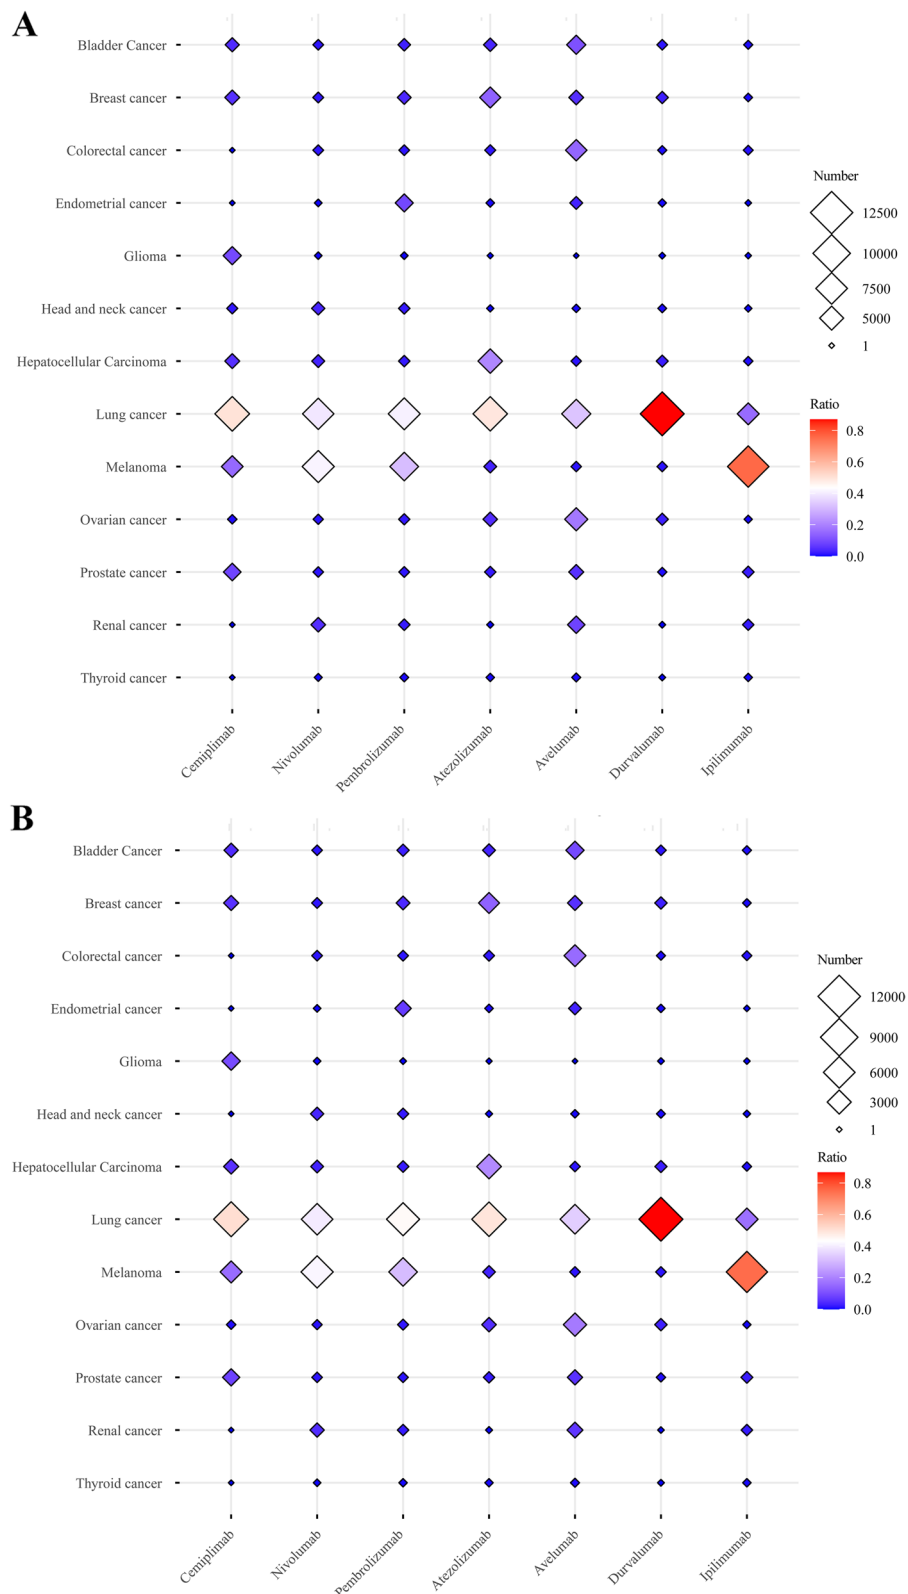 A
Bladder Cancer
Breast cancer
Colorectal cancer
Endometrial cancer
Glioma
Head and neck cancer
Hepatocellular Carcinoma
Lung cancer
Melanoma
Ovarian cancer
Prostate cancer
Renal cancer
Thyroid cancer
Cemiplimab
Nivolumab
Pembrolizumab
Atezolizumab
Avelumab
Durvalumab
Ipilimumab
Number
12500
10000
7500
5000
1
Ratio
0.8
0.6
0.4
0.2
0.0
B
Bladder Cancer
Breast cancer
Colorectal cancer
Endometrial cancer
Glioma
Head and neck cancer
Hepatocellular Carcinoma
Lung cancer
Melanoma
Ovarian cancer
Prostate cancer
Renal cancer
Thyroid cancer
Cemiplimab
Nivolumab
Pembrolizumab
Atezolizumab
Avelumab
Durvalumab
Ipilimumab
Number
12000
9000
6000
3000
1
Ratio
0.8
0.6
0.4
0.2
0.0